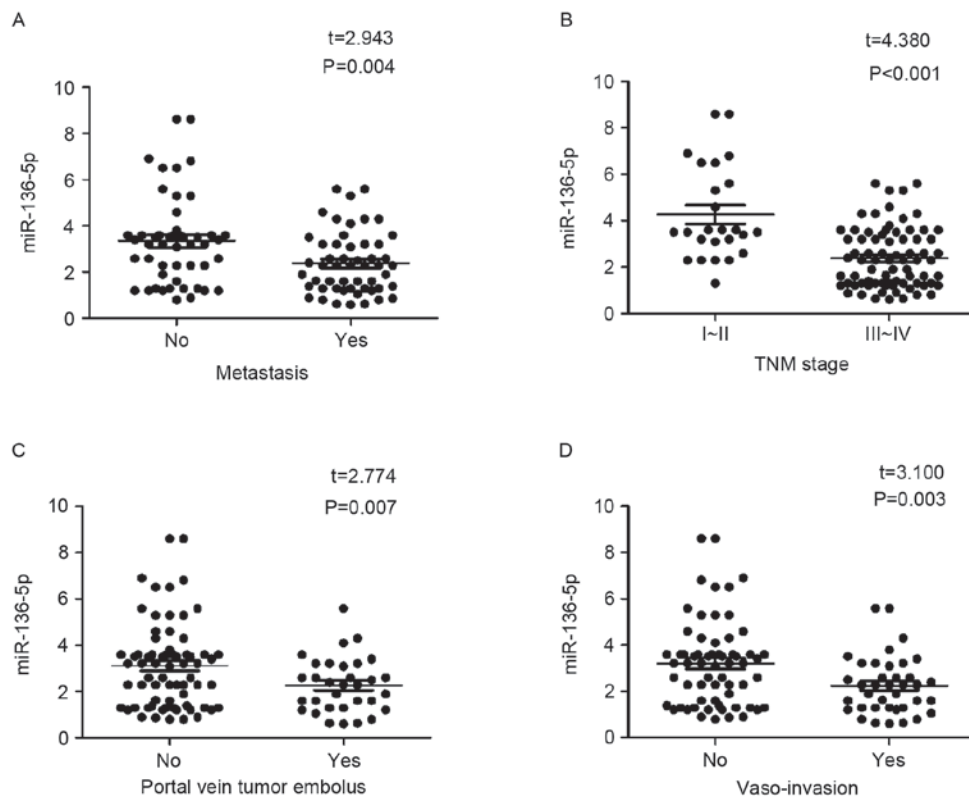 A
t=2.943
P=0.004
miR-136-5p
10
8
6
4
2
0
No
Yes
Metastasis
B
t=4.380
P<0.001
miR-136-5p
10
8
6
4
2
0
I~II
III~IV
TNM stage
C
t=2.774
P=0.007
miR-136-5p
10
8
6
4
2
0
No
Yes
Portal vein tumor embolus
D
t=3.100
P=0.003
miR-136-5p
10
8
6
4
2
0
No
Yes
Vaso-invasion